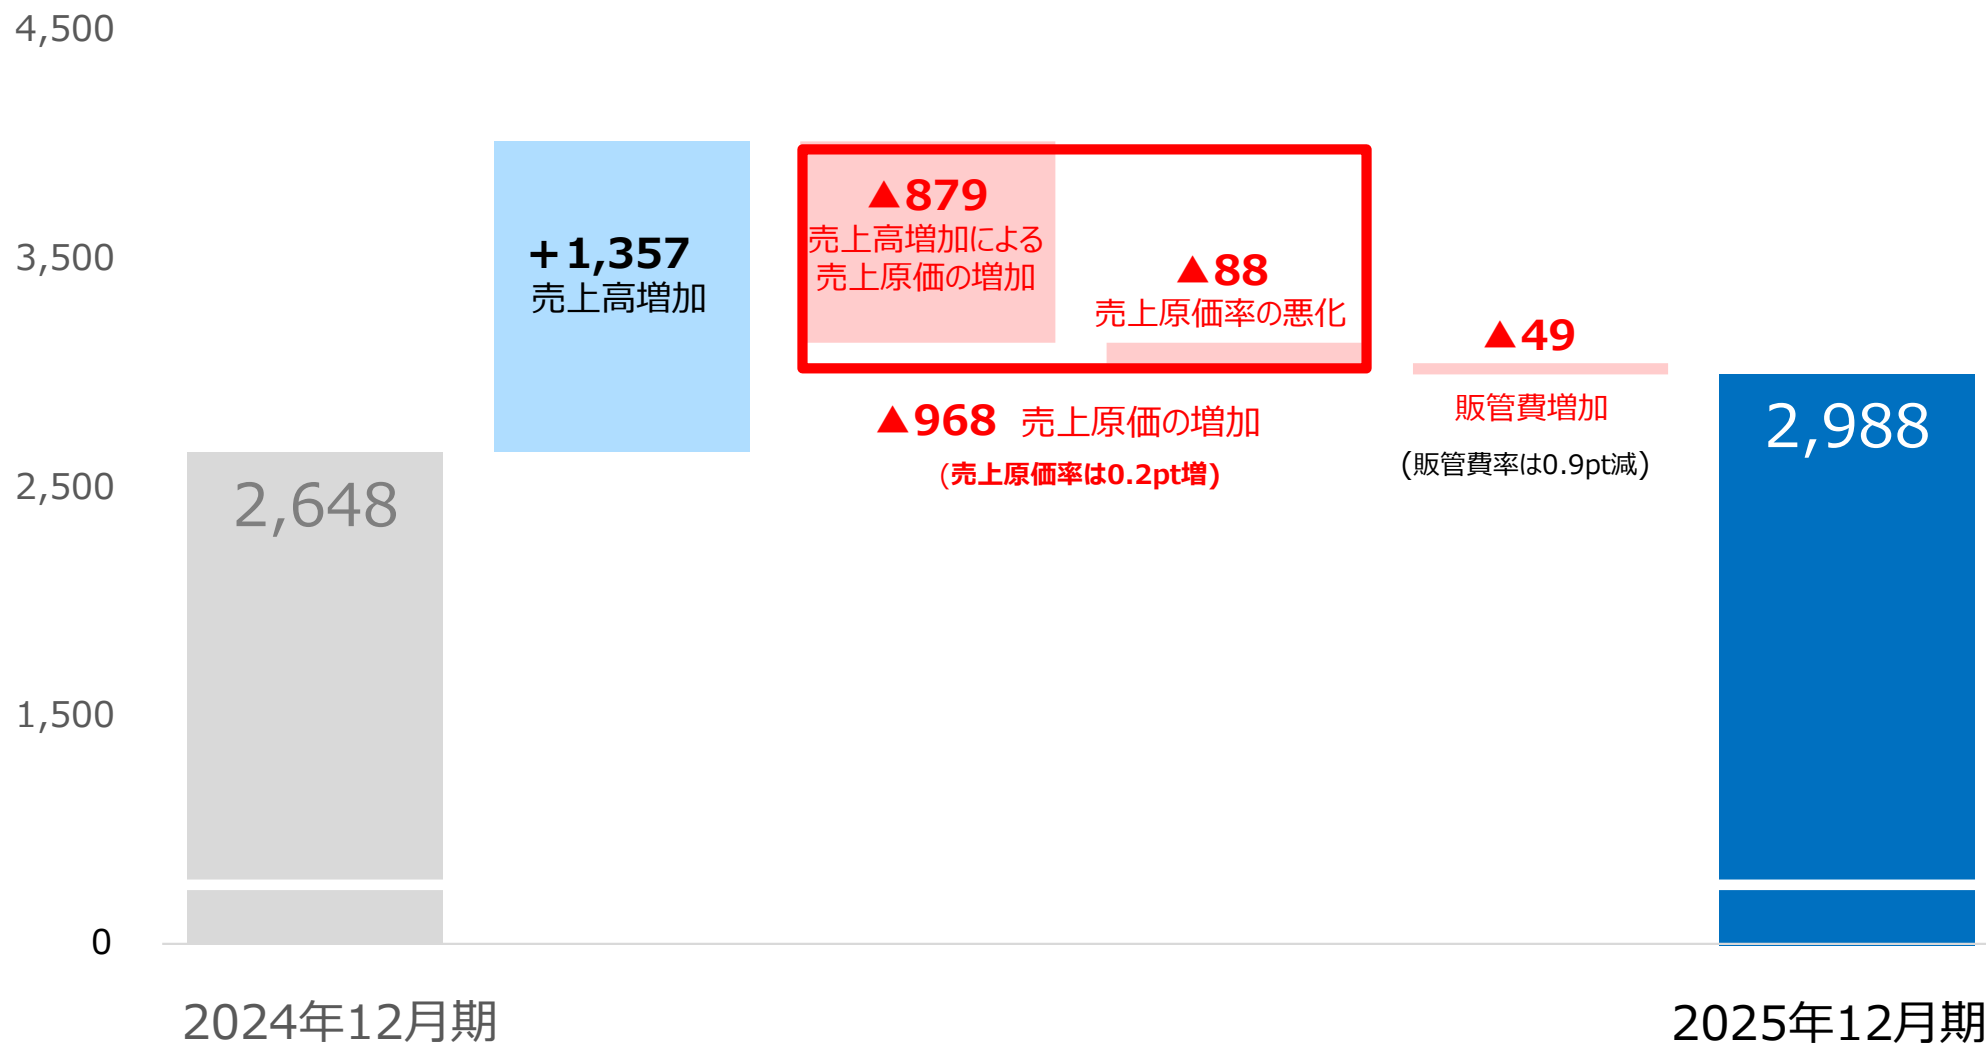 4,500
3,500
2,500
1,500
0
2,648
+1,357
売上高増加
▲879
売上高増加による
売上原価の増加
▲88
売上原価率の悪化
▲968 売上原価の増加
(売上原価率は0.2pt増)
▲49
販管費増加
(販管費率は0.9pt減)
2,988
2024年12月期
2025年12月期